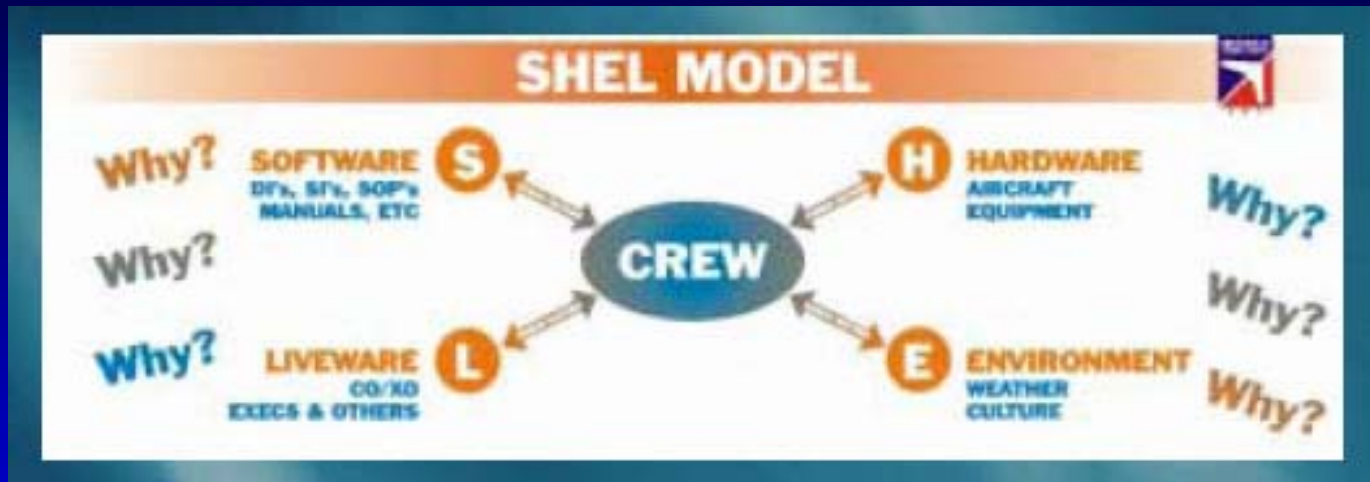 SHEL MODEL
Why?
SOFTWARE
DI's, SI's, SOP's
MANUALS, ETC
S
H
HARDWARE
AIRCRAFT
EQUIPMENT
Why?
Why?
CREW
Why?
Why?
LIVEWARE
CO/XO
EXECS & OTHERS
L
E
ENVIRONMENT
WEATHER
CULTURE
Why?